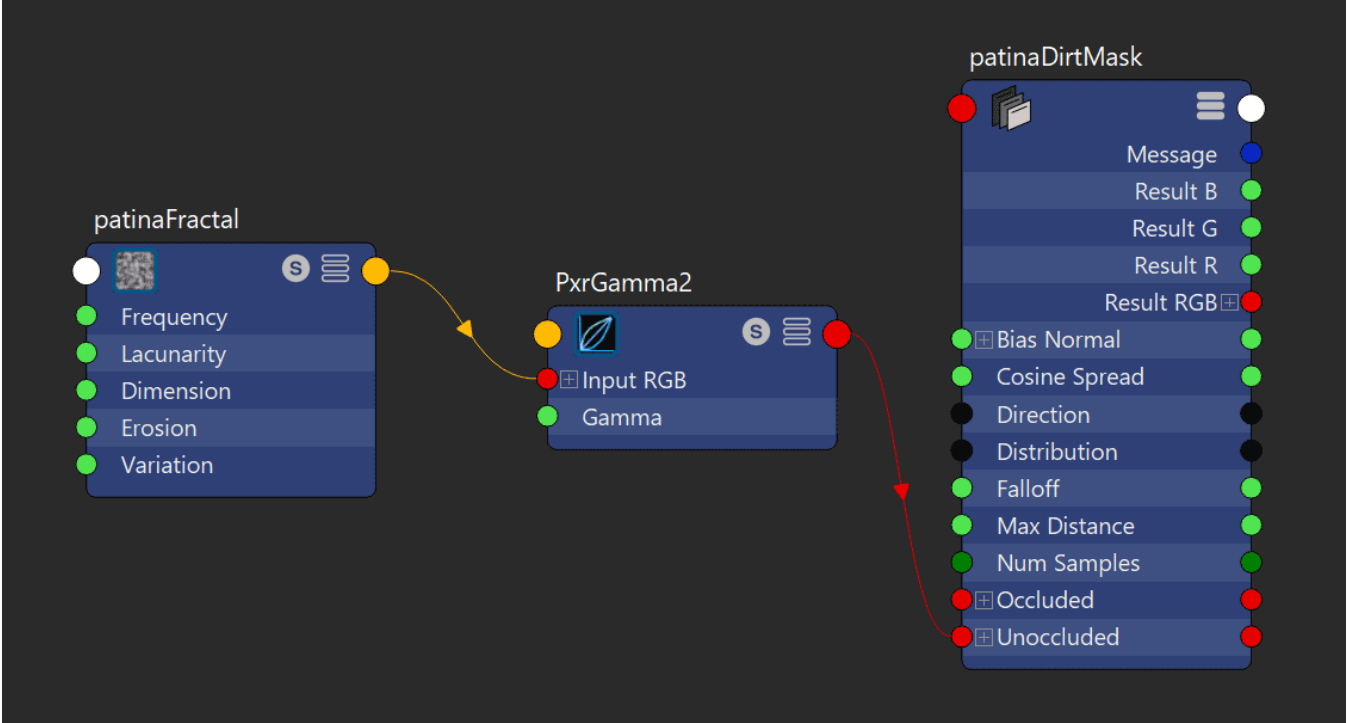 patinaFractal
S
Frequency
Lacunarity
Dimension
Erosion
Variation
PxrGamma2
S
Input RGB
Gamma
patinaDirtMask
Message
Result B
Result G
Result R
Result RGB
Bias Normal
Cosine Spread
Direction
Distribution
Falloff
Max Distance
Num Samples
Occluded
Unoccluded